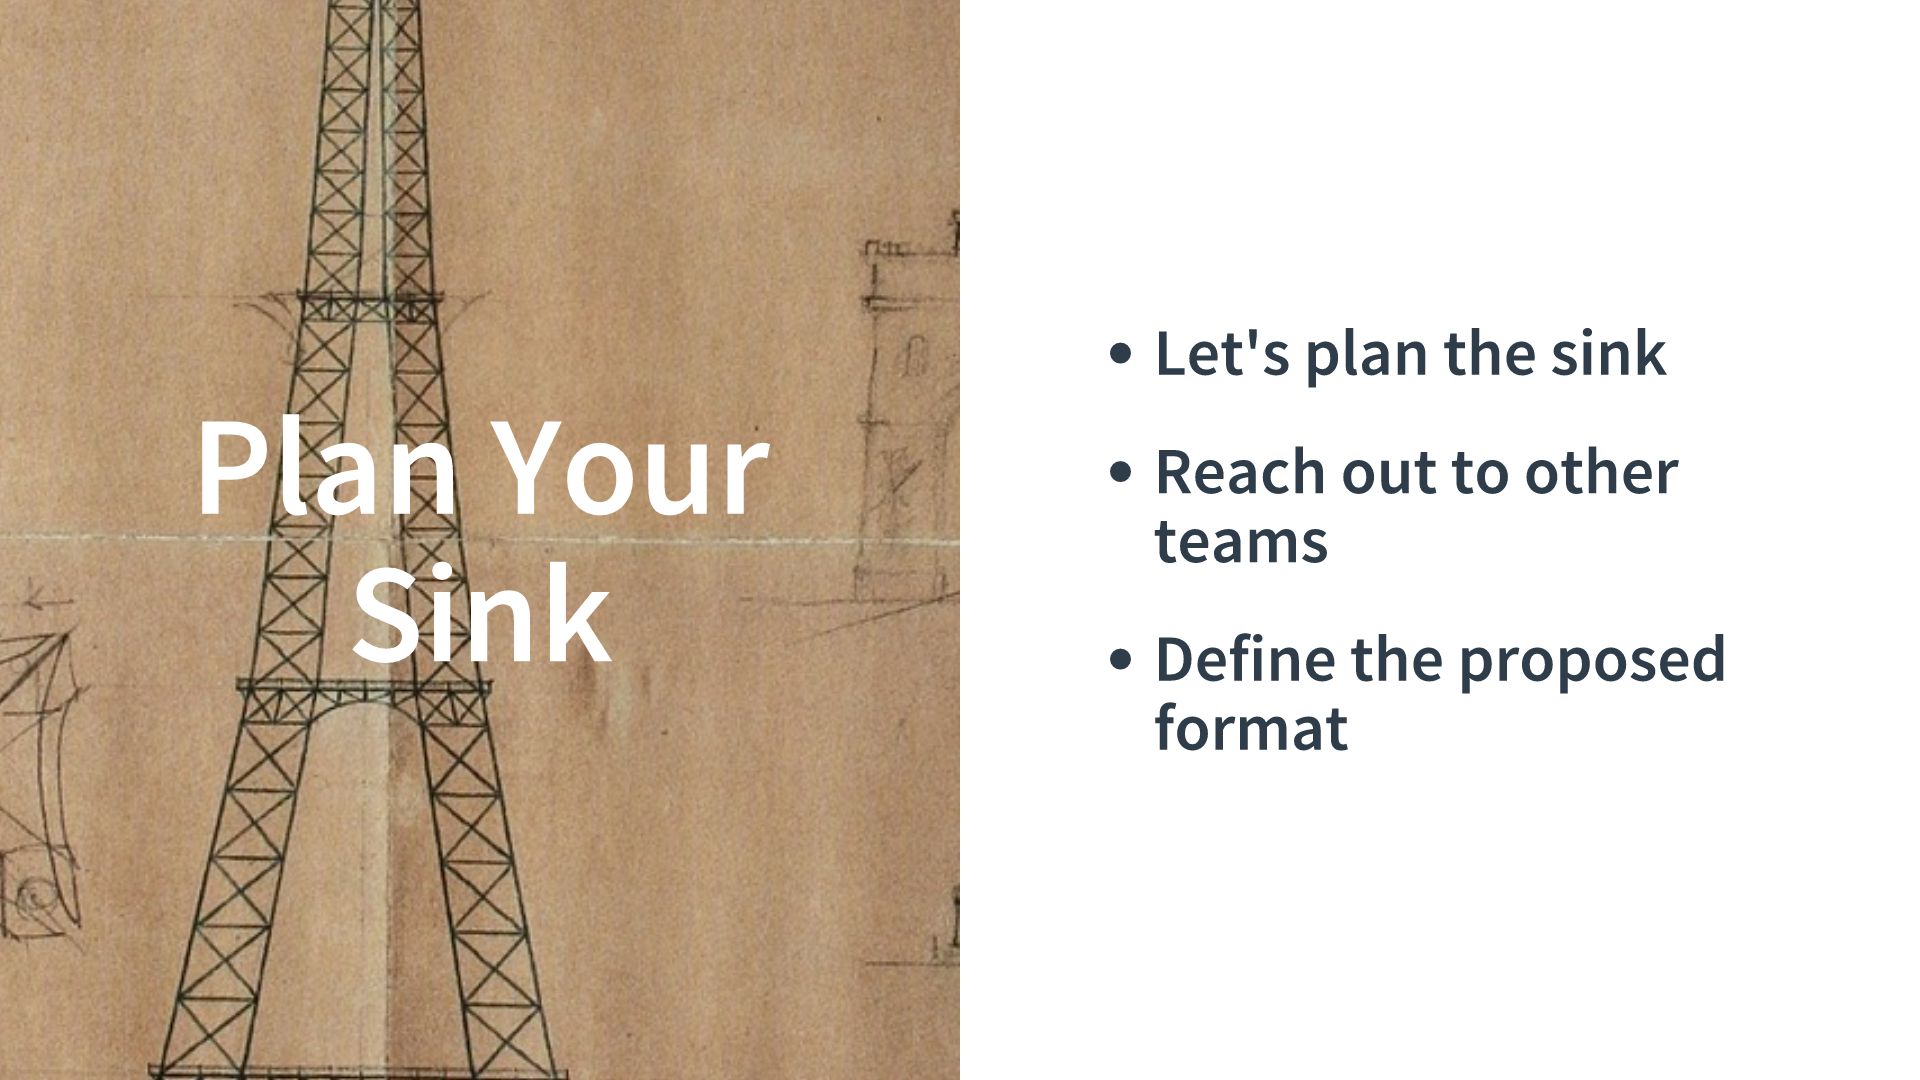 Plan Your
Sink
• Let's plan the sink
• Reach out to other
teams
• Define the proposed
format